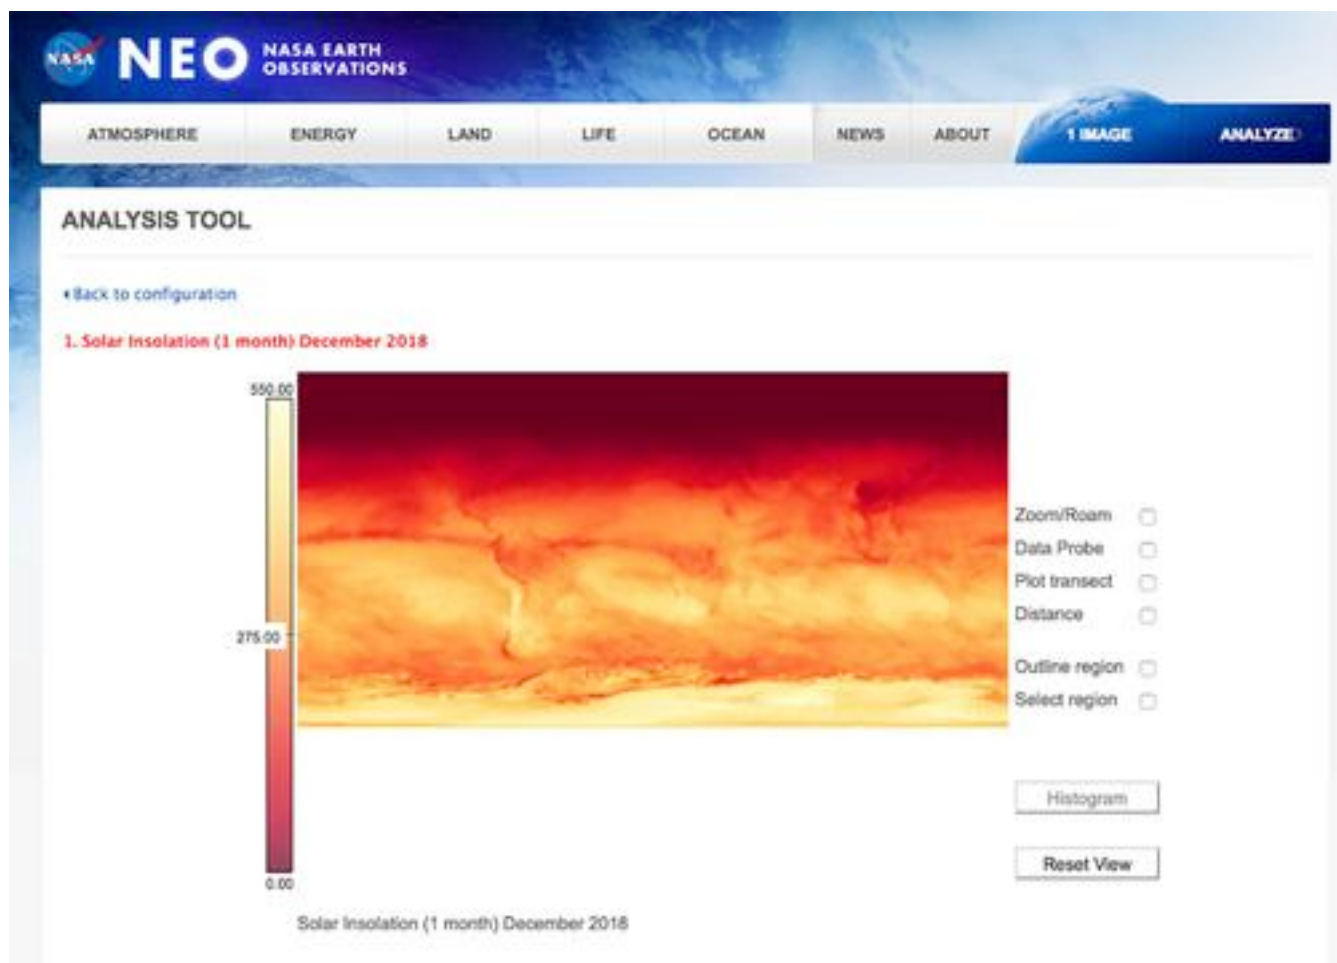 NASA NEO NASA EARTH
OBSERVATIONS
ATMOSPHERE ENERGY LAND LIFE OCEAN NEWS ABOUT 1 IMAGE ANALYZE
ANALYSIS TOOL
Back to configuration
1. Solar Insolation (1 month) December 2018
550.00
Zoom/Roam
Data Probe
Plot transect
Distance
275.00
Outline region
Select region
Histogram
Reset View
0.00
Solar Insolation (1 month) December 2018